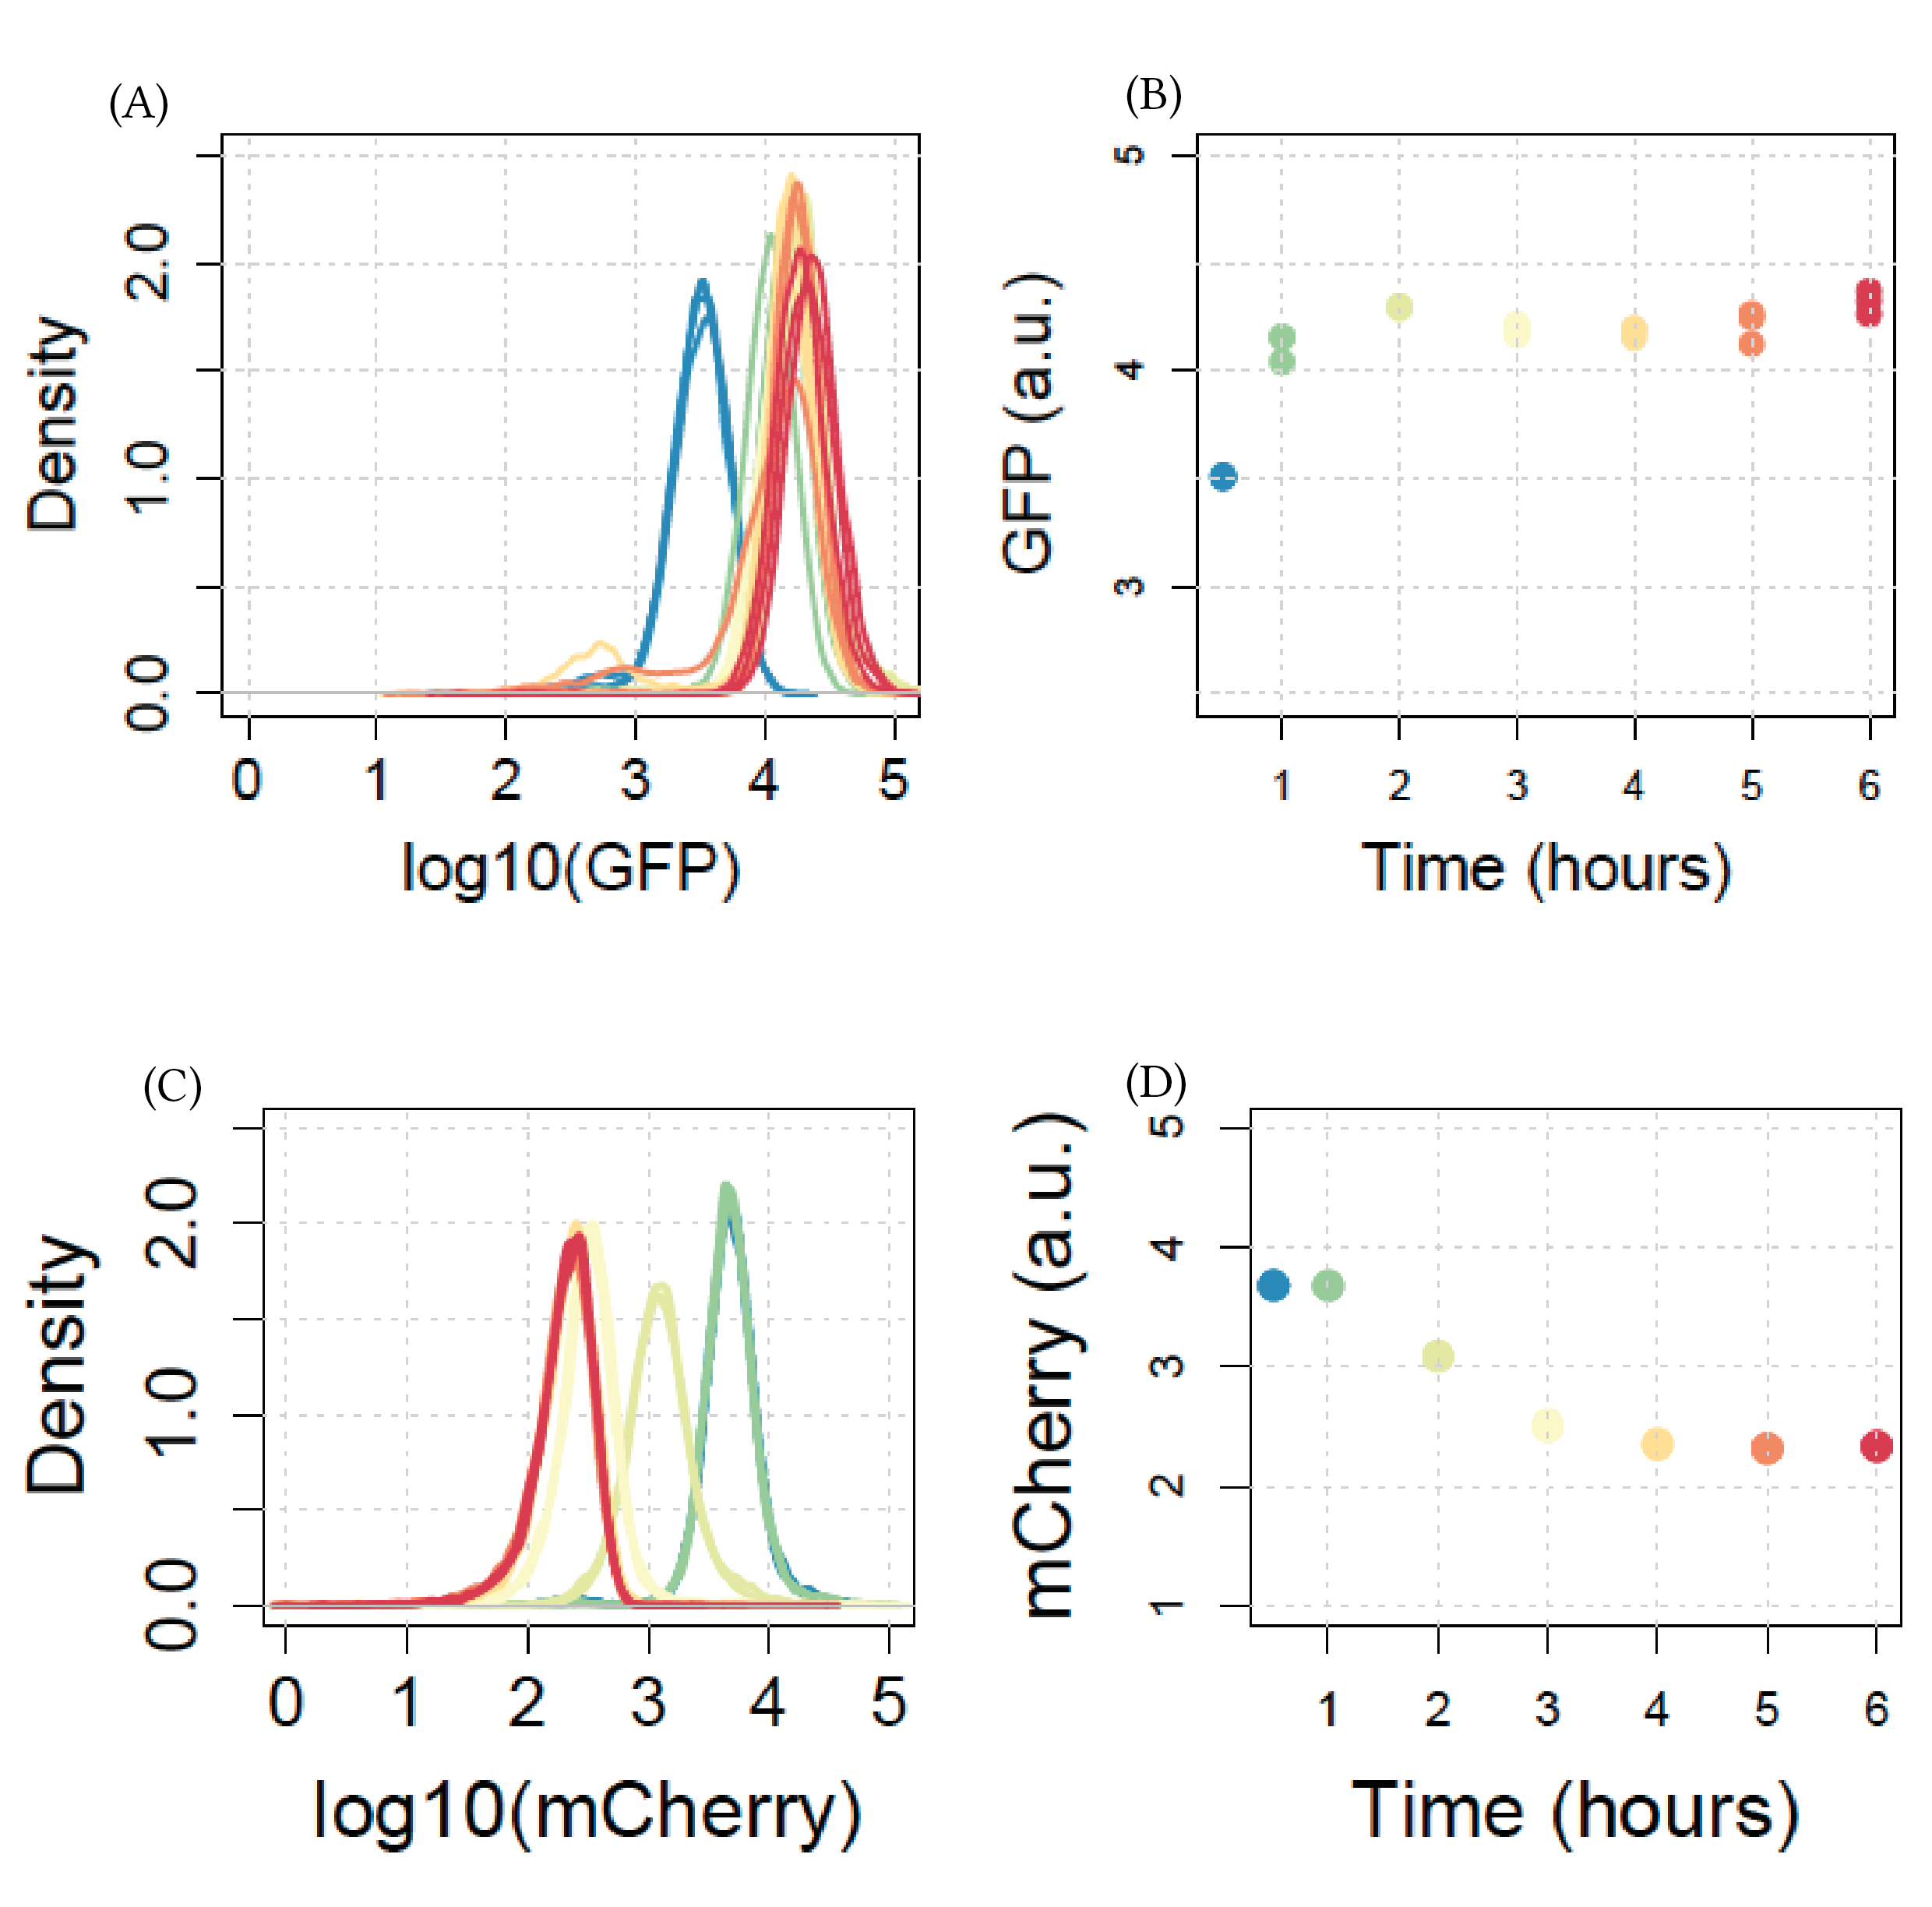 (A)
Density
2.0
1.0
0.0
0 1 2 3 4 5
log10(GFP)
(B)
GFP (a.u.)
5
4
3
1 2 3 4 5 6
Time (hours)
(C)
Density
2.0
1.0
0.0
0 1 2 3 4 5
log10(mCherry)
(D)
mCherry (a.u.)
5
4
3
2
1
1 2 3 4 5 6
Time (hours)